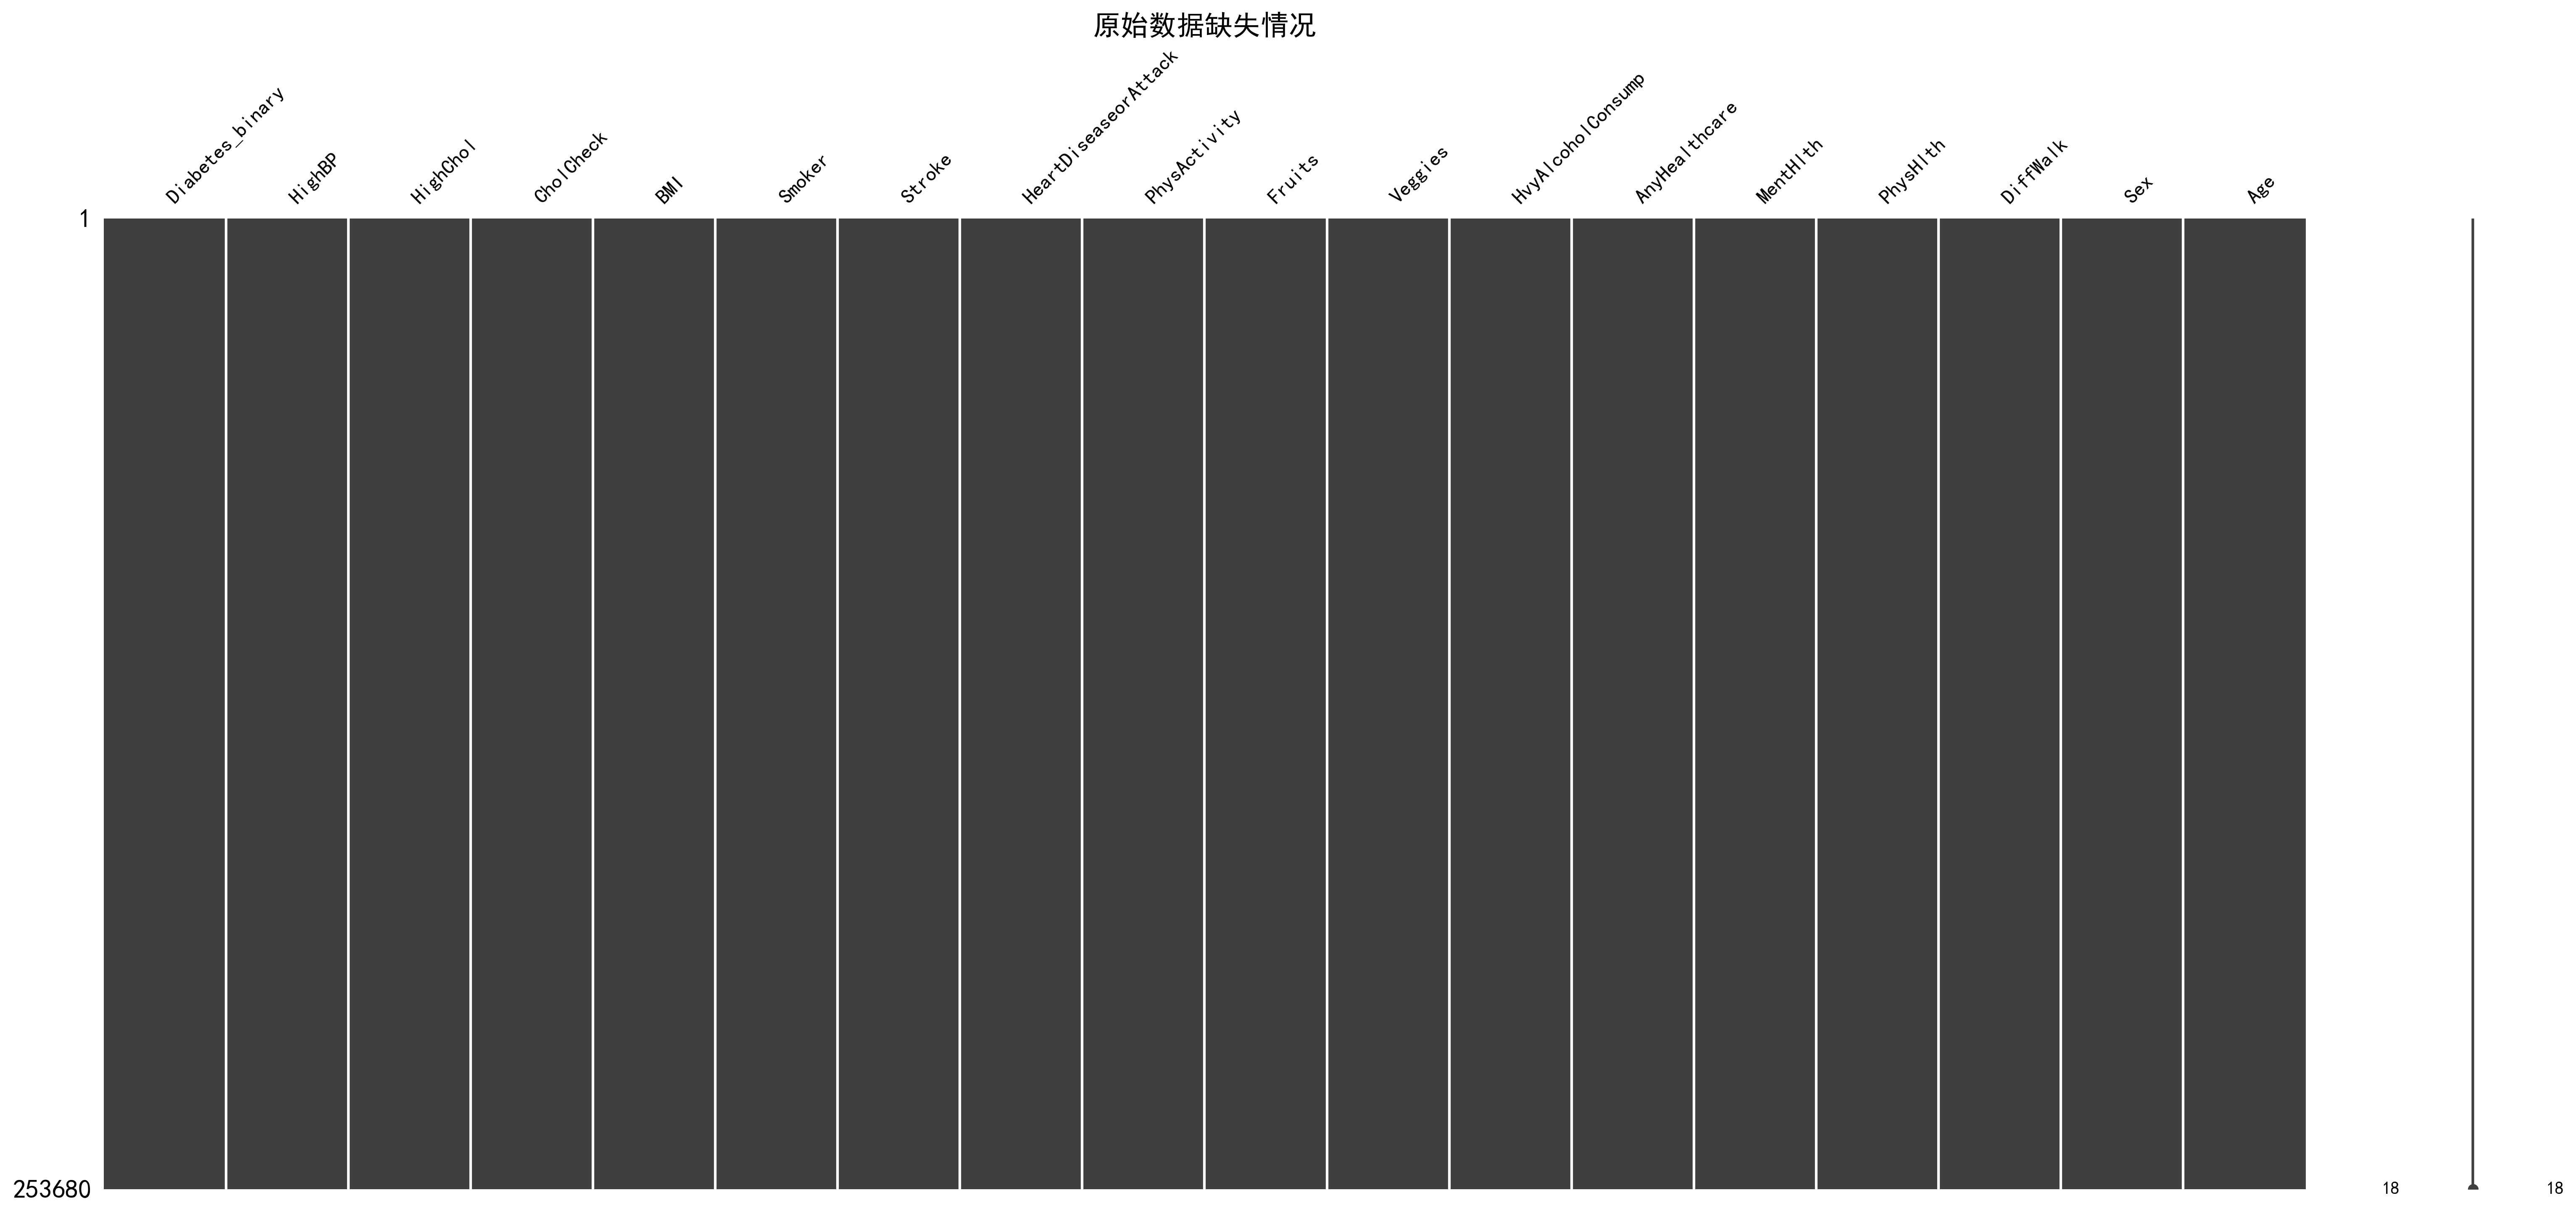 原始数据缺失情况
Diabetes_binary
HighBP
HighChol
CholCheck
BMI
Smoker
Stroke
HeartDiseaseorAttack
PhysActivity
Fruits
Veggies
HvyAlcoholConsump
AnyHealthcare
MentHlth
PhysHlth
DiffWalk
Sex
Age
1
253680
18
18